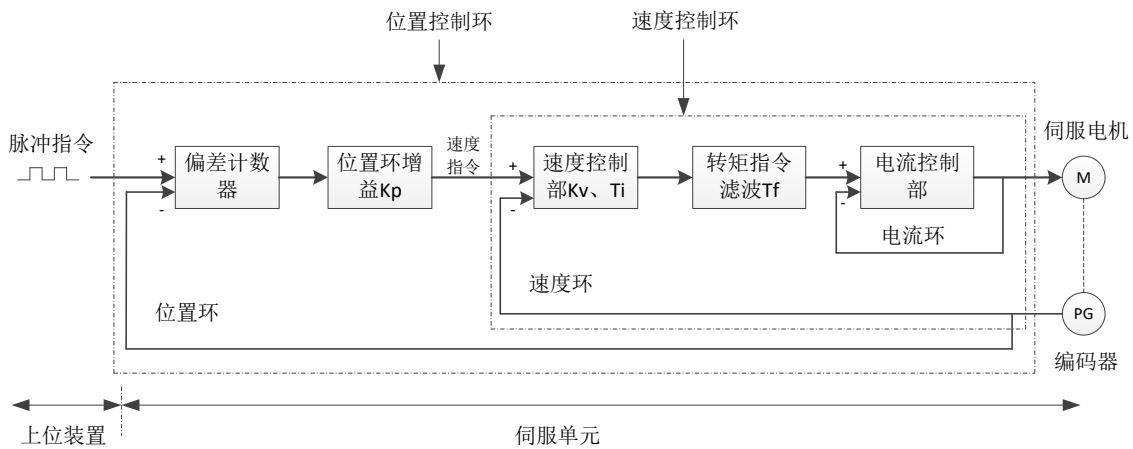 位置控制环
速度控制环
脉冲指令
+
-
偏差计数
器
位置环增
益Kp
速度
指令
+
-
速度控制
部Kv、Ti
转矩指令
滤波Tf
+
-
电流控制
部
伺服电机
M
电流环
速度环
位置环
PG
编码器
上位装置
伺服单元